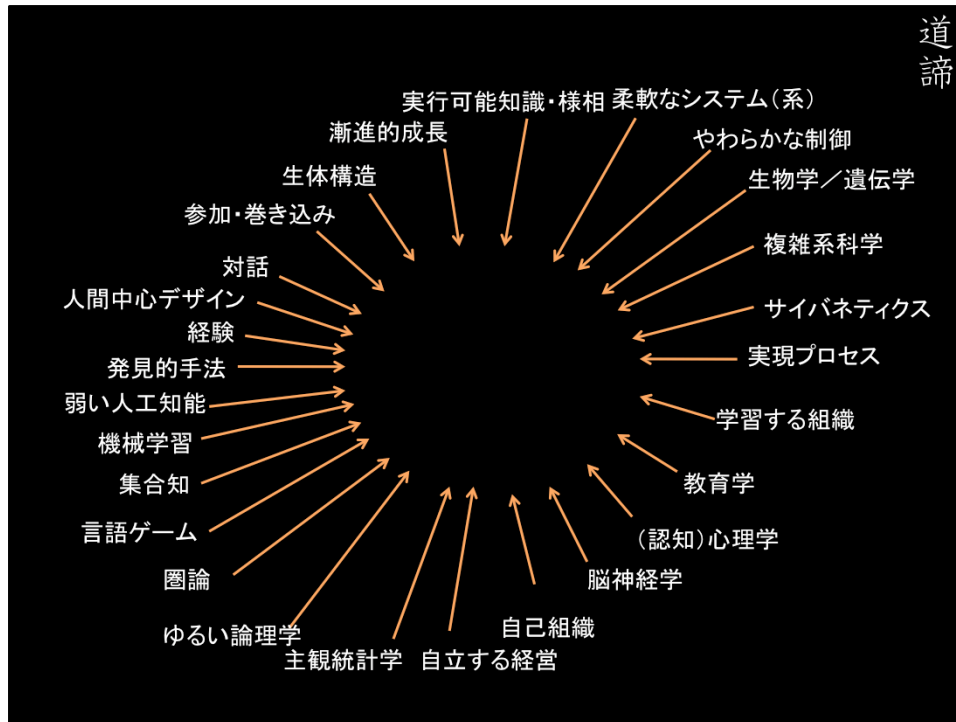 道諦
実行可能知識・様相
柔軟なシステム(系)
漸進的成長
やわらかな制御
生体構造
生物学／遺伝学
参加・巻き込み
複雑系科学
対話
人間中心デザイン
サイバネティクス
経験
実現プロセス
発見的手法
弱い人工知能
学習する組織
機械学習
教育学
集合知
言語ゲーム
(認知)心理学
圏論
脳神経学
ゆるい論理学
自己組織
主観統計学
自立する経営